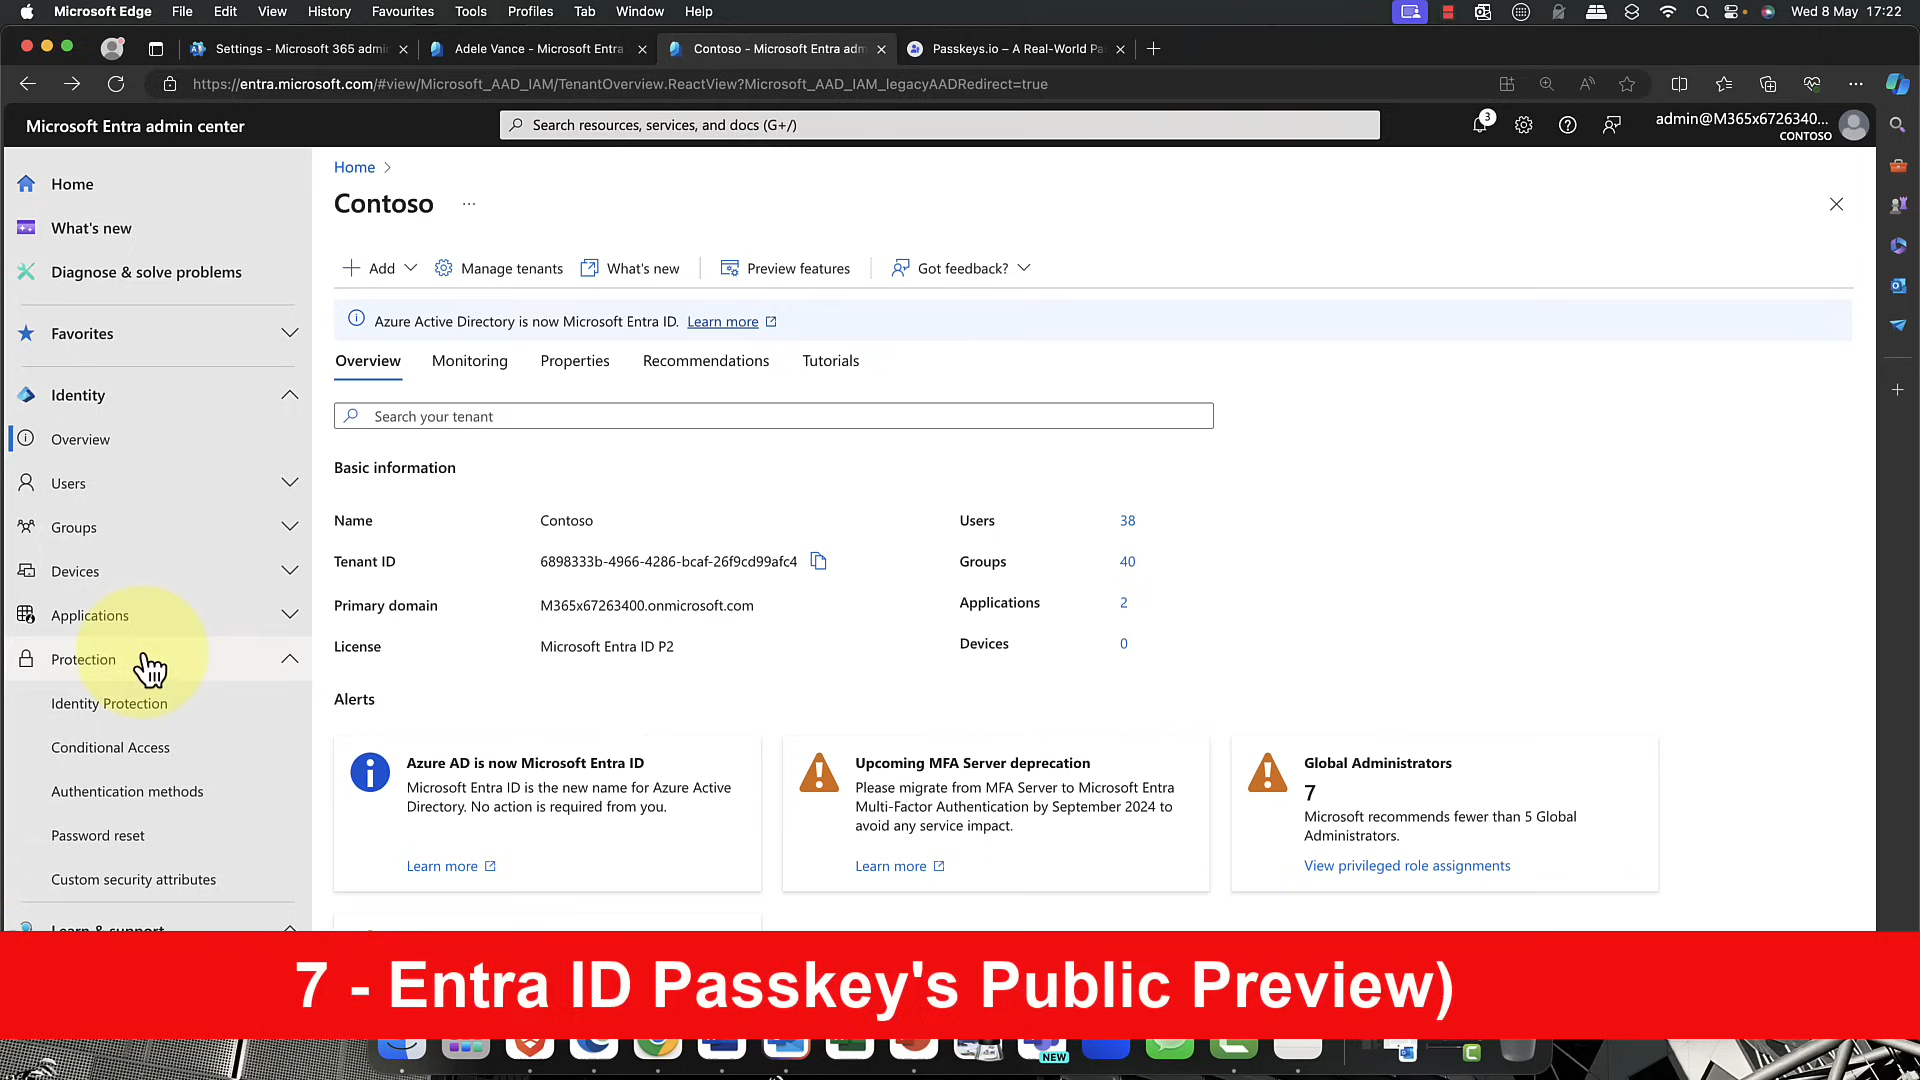 Microsoft Edge File Edit View History Favourites Tools Profiles Tab Window Help Wed 8 May 17:22
Settings - Microsoft 365 admi
Adele Vance - Microsoft Entra
Contoso - Microsoft Entra adm
Passkeys.io – A Real-World Pa
https://entra.microsoft.com/#view/Microsoft_AAD_IAM/TenantOverview.ReactView?Microsoft_AAD_IAM_legacyAADRedirect=true
Microsoft Entra admin center
Search resources, services, and docs (G+/)
3
admin@M365x6726340...
CONTOSO
Home
What's new
Diagnose & solve problems
Favorites
Identity
Overview
Users
Groups
Devices
Applications
Protection
Identity Protection
Conditional Access
Authentication methods
Password reset
Custom security attributes
Learn & support
Home
Contoso ...
Add Manage tenants What's new Preview features Got feedback?
Azure Active Directory is now Microsoft Entra ID. Learn more
Overview Monitoring Properties Recommendations Tutorials
Search your tenant
Basic information
Name Contoso Users 38
Tenant ID 6898333b-4966-4286-bcaf-26f9cd99afc4 Groups 40
Primary domain M365x67263400.onmicrosoft.com Applications 2
License Microsoft Entra ID P2 Devices 0
Alerts
Azure AD is now Microsoft Entra ID
Microsoft Entra ID is the new name for Azure Active
Directory. No action is required from you.
Learn more
Upcoming MFA Server deprecation
Please migrate from MFA Server to Microsoft Entra
Multi-Factor Authentication by September 2024 to
avoid any service impact.
Learn more
Global Administrators
7
Microsoft recommends fewer than 5 Global
Administrators.
View privileged role assignments
7 - Entra ID Passkey's Public Preview)
NEW